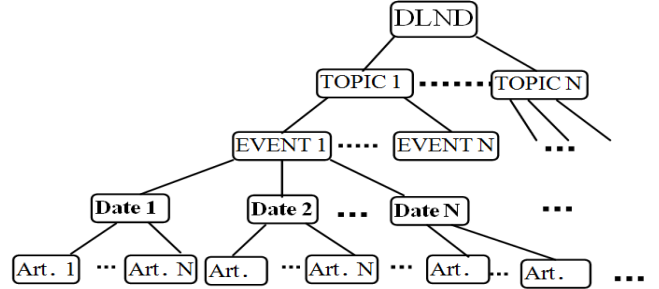 DLND
TOPIC 1 ....... TOPIC N
EVENT 1 ..... EVENT N ...
Date 1 Date 2 ... Date N ...
Art. 1 ... Art. N Art. ... Art. N ... Art. ... Art. ...